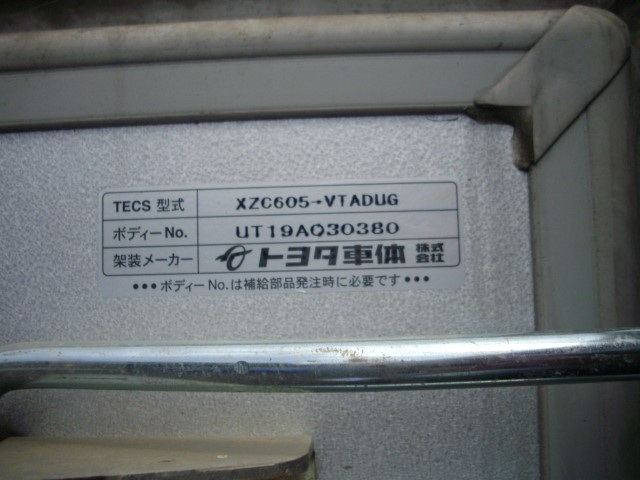 TECS 型式 XZC605-VTADUG
ボディーNo. UT19AQ30380
架装メーカー トヨタ車体 株式会社
•••ボディーNo.は補給部品発注時に必要です•••